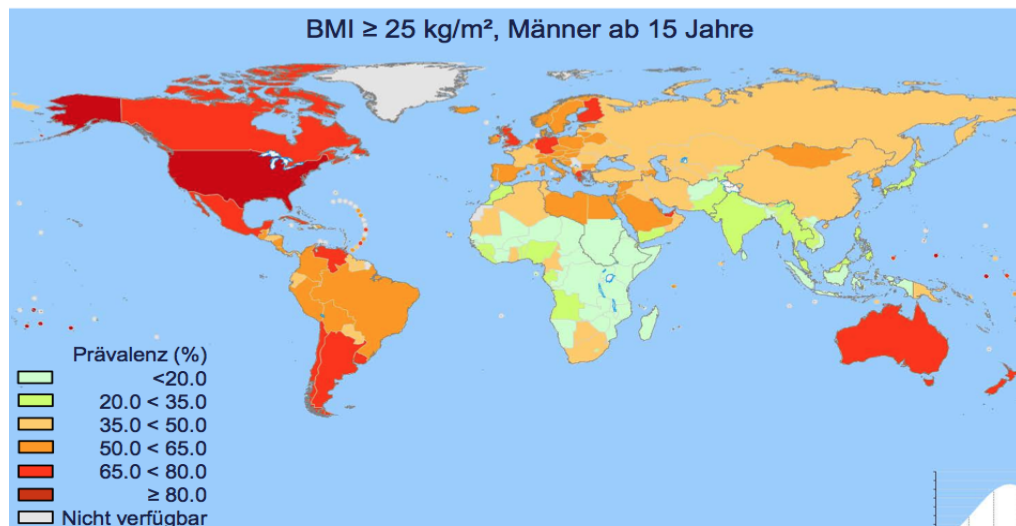 BMI ≥ 25 kg/m², Männer ab 15 Jahre
Prävalenz (%)
<20.0
20.0 < 35.0
35.0 < 50.0
50.0 < 65.0
65.0 < 80.0
≥ 80.0
Nicht verfügbar